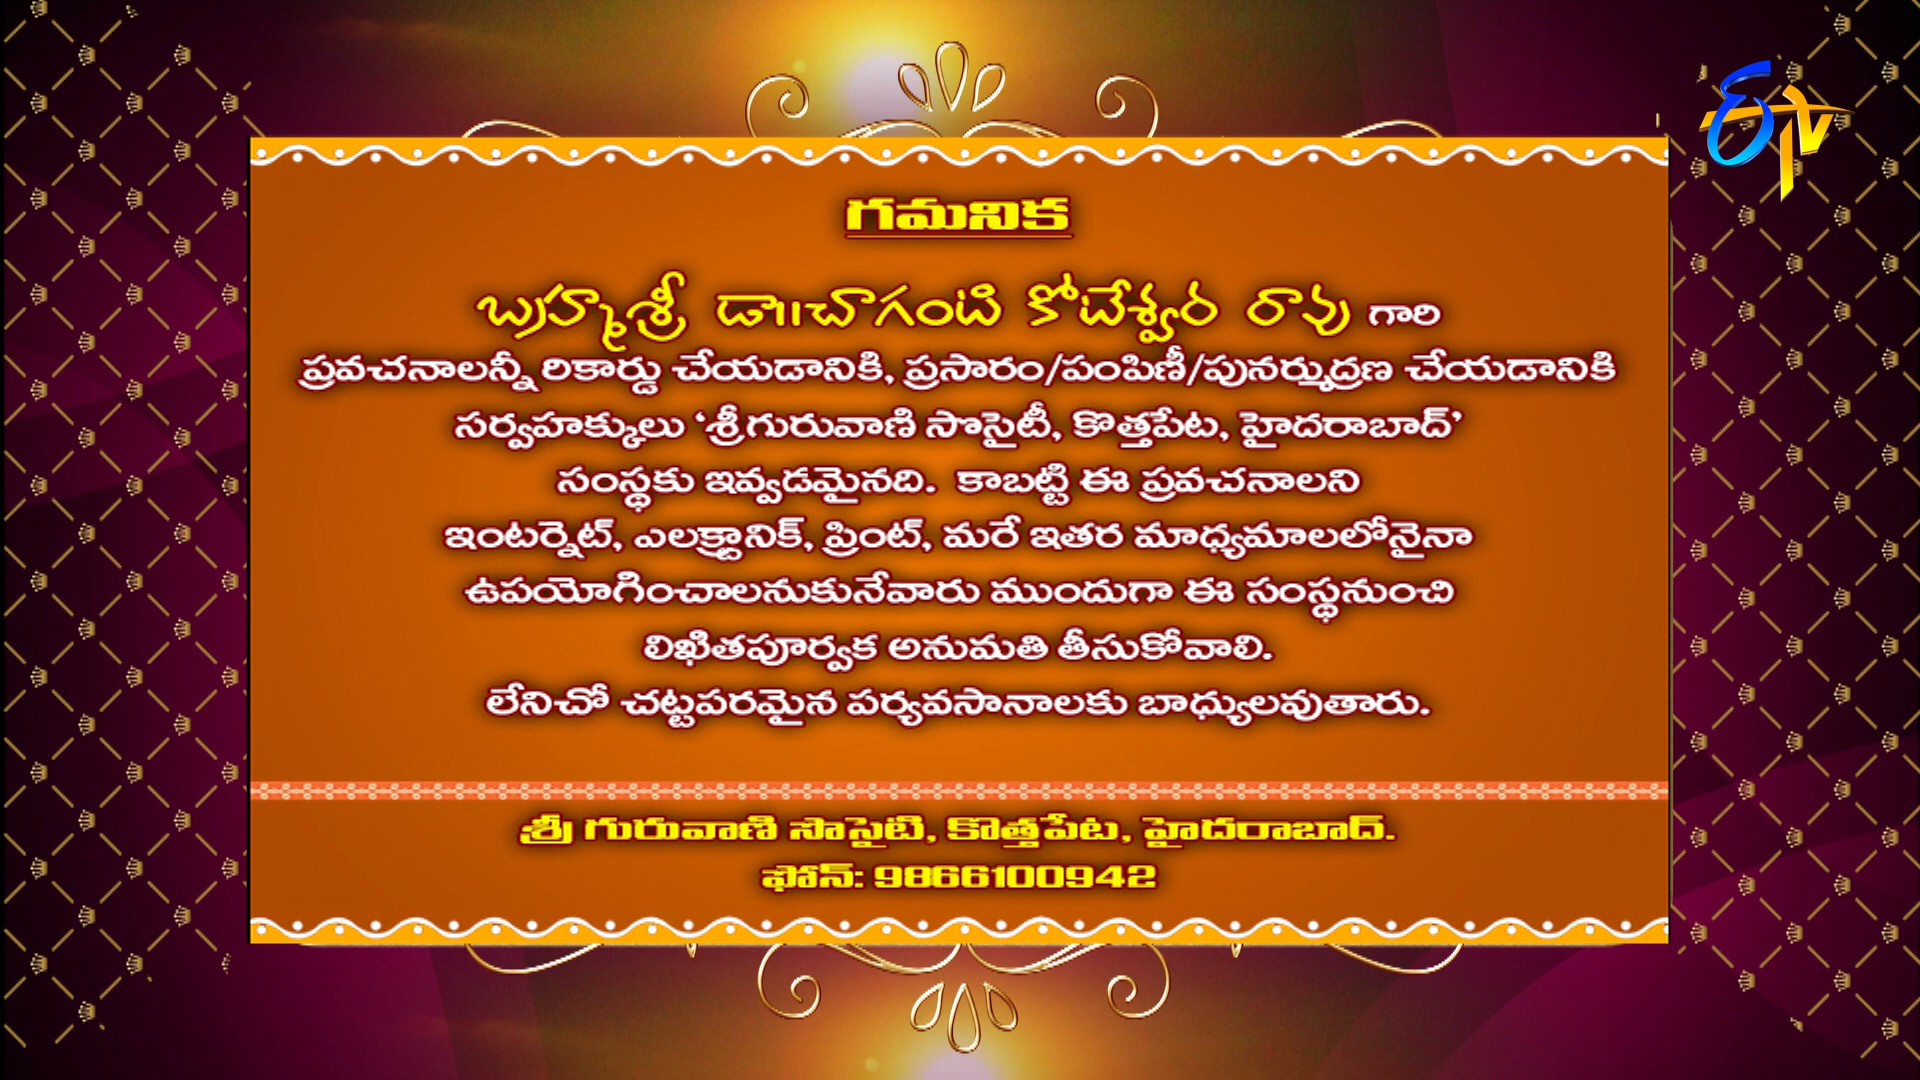 ఈTV
గమనిక
బ్రహ్మశ్రీ డా॥చాగంటి కోటేశ్వర రావు గారి
ప్రవచనాలన్నీ రికార్డు చేయడానికి, ప్రసారం/పంపిణీ/పునర్ముద్రణ చేయడానికి
సర్వహక్కులు ‘శ్రీగురువాణి సొసైటీ, కొత్తపేట, హైదరాబాద్’
సంస్థకు ఇవ్వడమైనది. కాబట్టి ఈ ప్రవచనాలని
ఇంటర్నెట్, ఎలక్ట్రానిక్, ప్రింట్, మరే ఇతర మాధ్యమాలలోనైనా
ఉపయోగించాలనుకునేవారు ముందుగా ఈ సంస్థనుంచి
లిఖితపూర్వక అనుమతి తీసుకోవాలి.
లేనిచో చట్టపరమైన పర్యవసానాలకు బాధ్యులవుతారు.
శ్రీ గురువాణి సొసైటి, కొత్తపేట, హైదరాబాద్.
ఫోన్: 9866100942